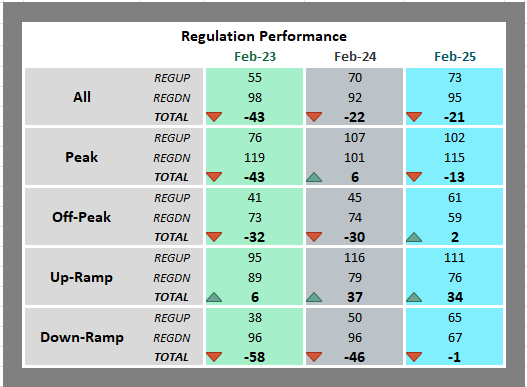 Regulation Performance
Feb-23 Feb-24 Feb-25
REGUP 55 70 73
All REGDN 98 92 95
TOTAL -43 -22 -21
REGUP 76 107 102
Peak REGDN 119 101 115
TOTAL -43 6 -13
REGUP 41 45 61
Off-Peak REGDN 73 74 59
TOTAL -32 -30 2
REGUP 95 116 111
Up-Ramp REGDN 89 79 76
TOTAL 6 37 34
REGUP 38 50 65
Down-Ramp REGDN 96 96 67
TOTAL -58 -46 -1